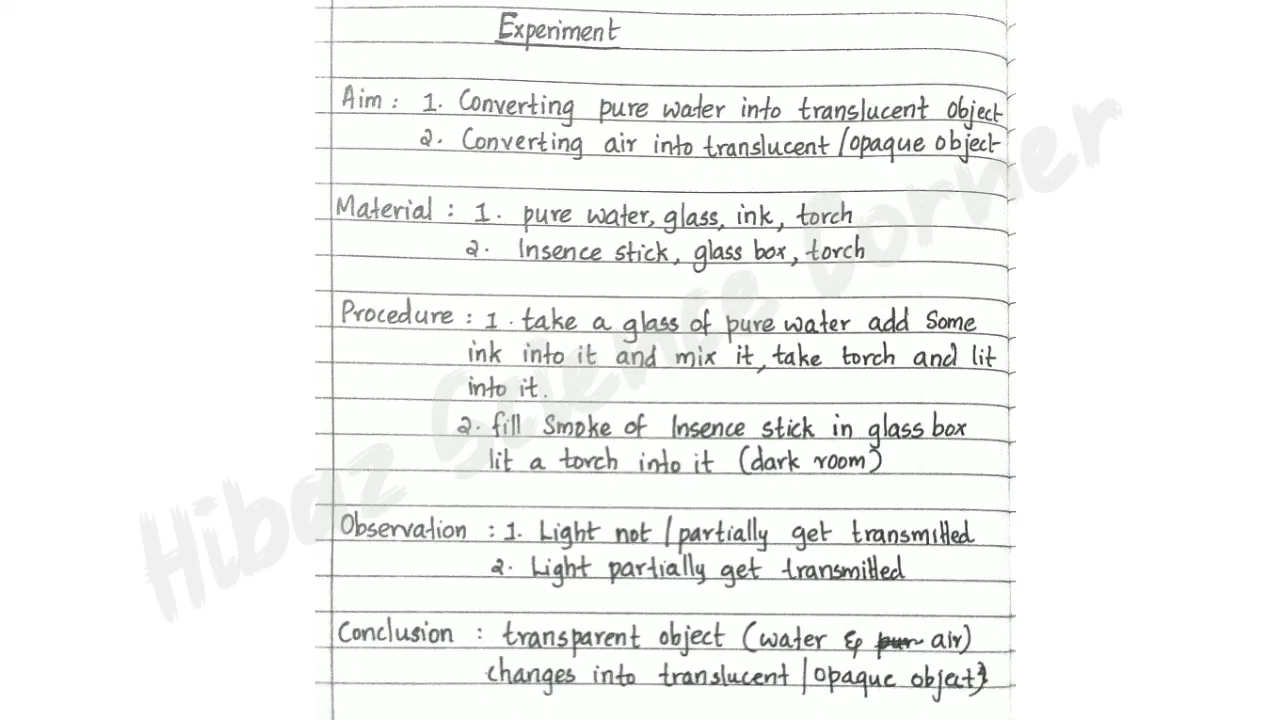 Experiment
Aim : 1. Converting pure water into translucent object
2. Converting air into translucent / opaque object
Material : 1. pure water, glass, ink, torch
2. Insence stick, glass box, torch
Procedure : 1. take a glass of pure water add some
ink into it and mix it, take torch and lit
into it.
2. fill smoke of Insence stick in glass box
lit a torch into it (dark room)
Observation : 1. Light not / partially get transmitted
2. Light partially get transmitted
Conclusion : transparent object (water & pur air)
changes into translucent / opaque object}
Hibaz Science Corner